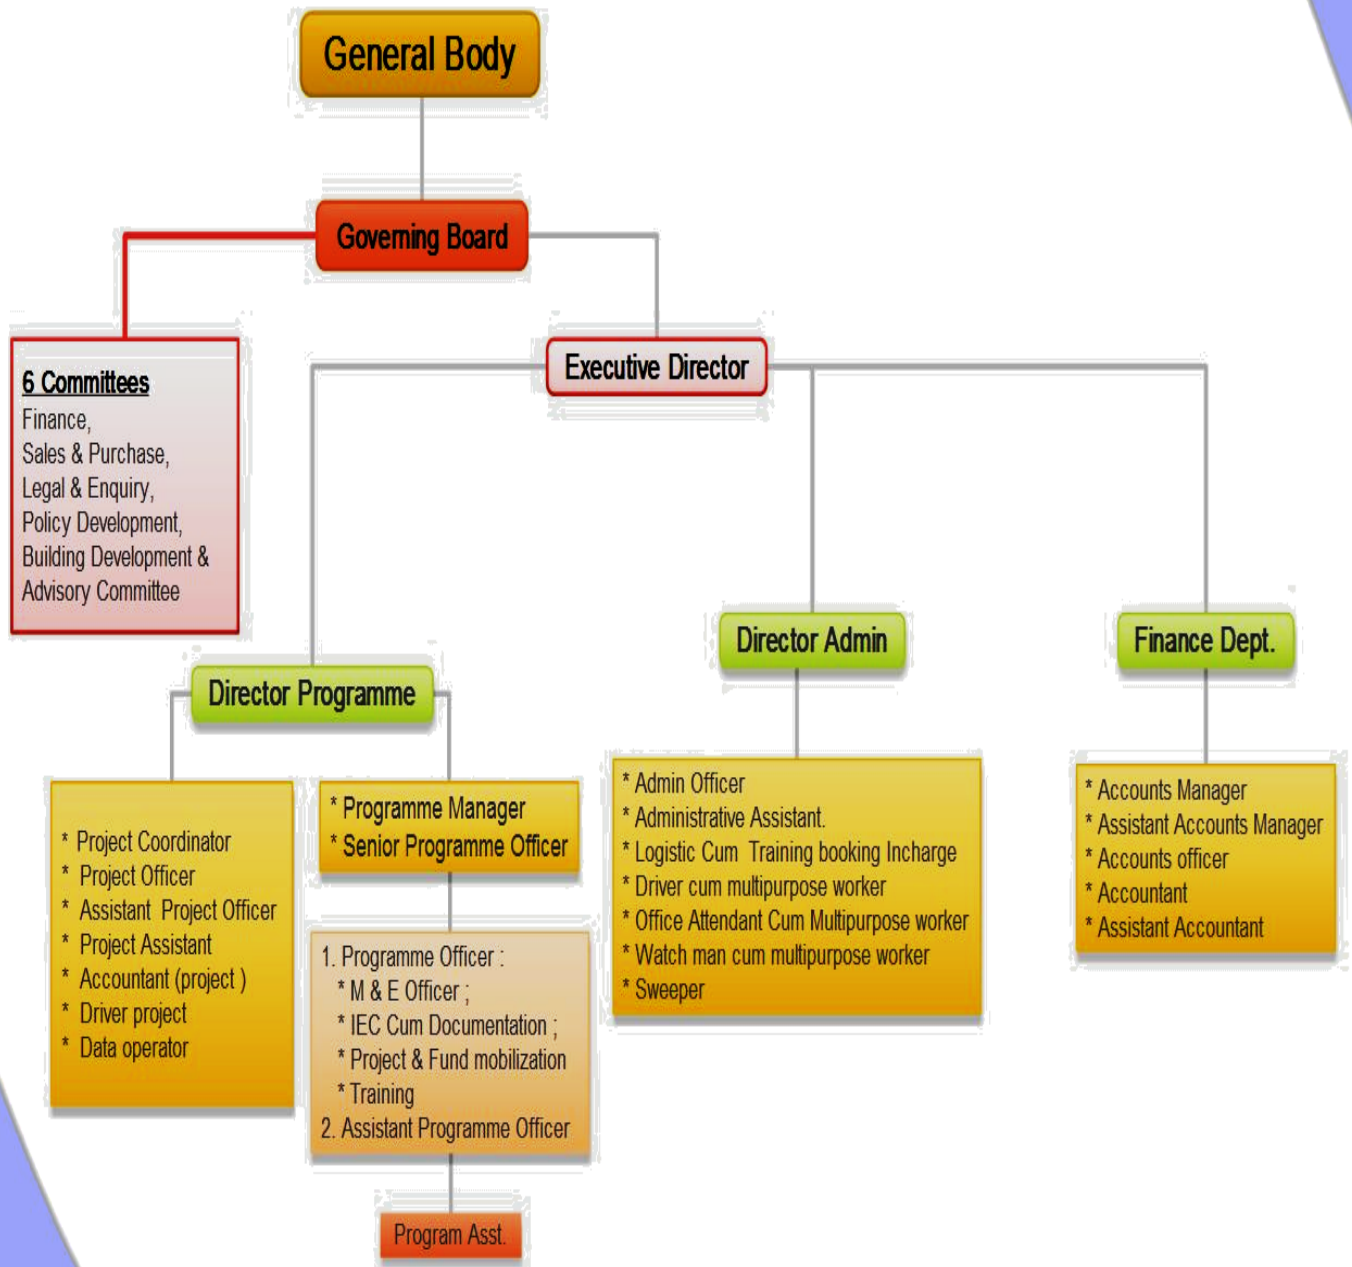 General Body
Governing Board
6 Committees
Finance,
Sales & Purchase,
Legal & Enquiry,
Policy Development,
Building Development &
Advisory Committee
Executive Director
Director Programme
Director Admin
Finance Dept.
* Project Coordinator
* Project Officer
* Assistant Project Officer
* Project Assistant
* Accountant (project )
* Driver project
* Data operator
* Programme Manager
* Senior Programme Officer
1. Programme Officer :
* M & E Officer ;
* IEC Cum Documentation ;
* Project & Fund mobilization
* Training
2. Assistant Programme Officer
Program Asst.
* Admin Officer
* Administrative Assistant.
* Logistic Cum Training booking Incharge
* Driver cum multipurpose worker
* Office Attendant Cum Multipurpose worker
* Watch man cum multipurpose worker
* Sweeper
* Accounts Manager
* Assistant Accounts Manager
* Accounts officer
* Accountant
* Assistant Accountant